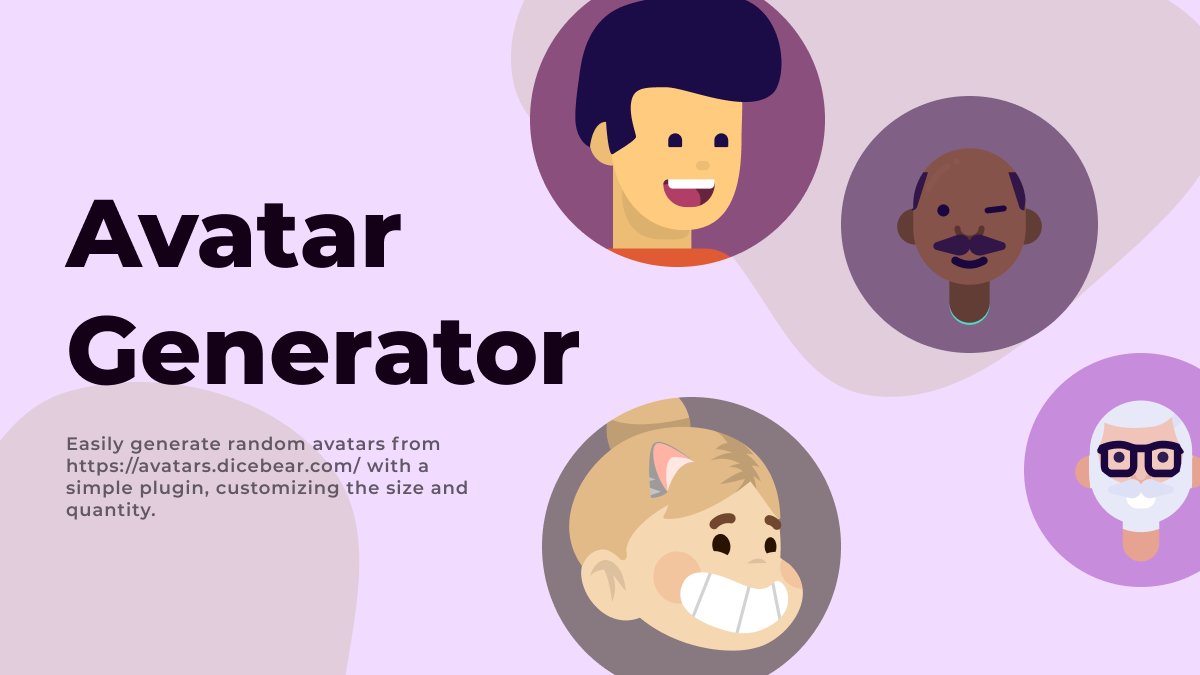 Avatar
Generator
Easily generate random avatars from
https://avatars.dicebear.com/ with a
simple plugin, customizing the size and
quantity.